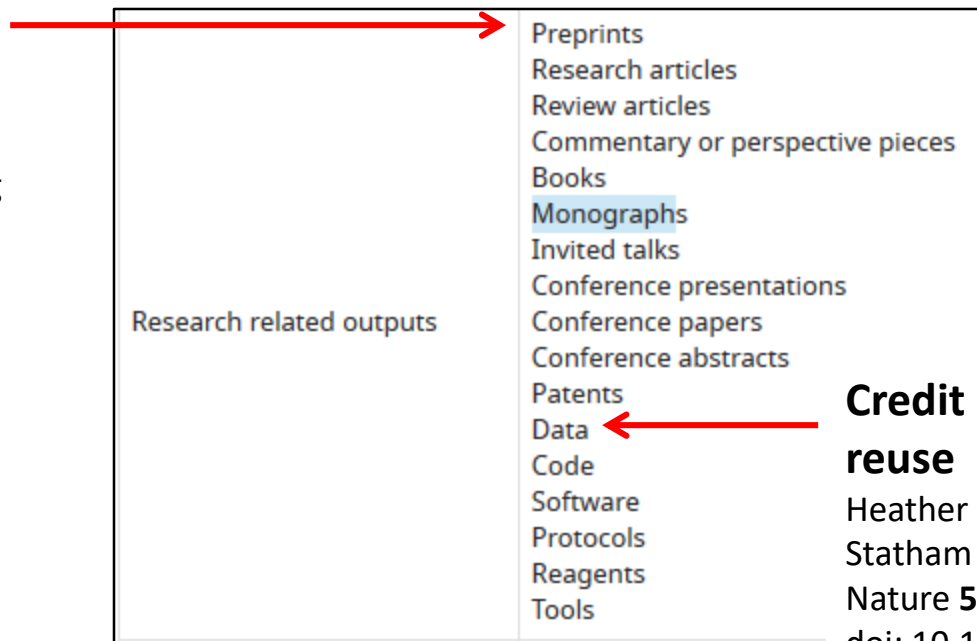 Preprints
Research articles
Review articles
Commentary or perspective pieces
Books
Monographs
Invited talks
Conference presentations
Research related outputs
Conference papers
Conference abstracts
Patents
Data
Code
Software
Protocols
Reagents
Tools
Credit
reuse
Heather
Statham
Nature 5